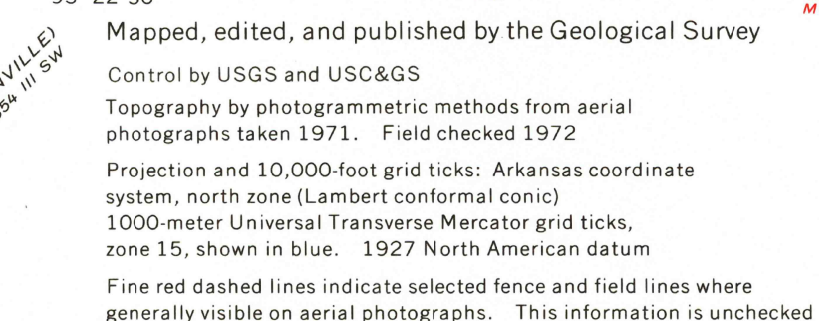 M
Mapped, edited, and published by the Geological Survey
III SW
Control by USGS and USC&GS
Topography by photogrammetric methods from aerial
photographs taken 1971. Field checked 1972
Projection and 10,000-foot grid ticks: Arkansas coordinate
system, north zone (Lambert conformal conic)
1000-meter Universal Transverse Mercator grid ticks,
zone 15, shown in blue. 1927 North American datum
Fine red dashed lines indicate selected fence and field lines where
generally visible on aerial photographs. This information is unchecked